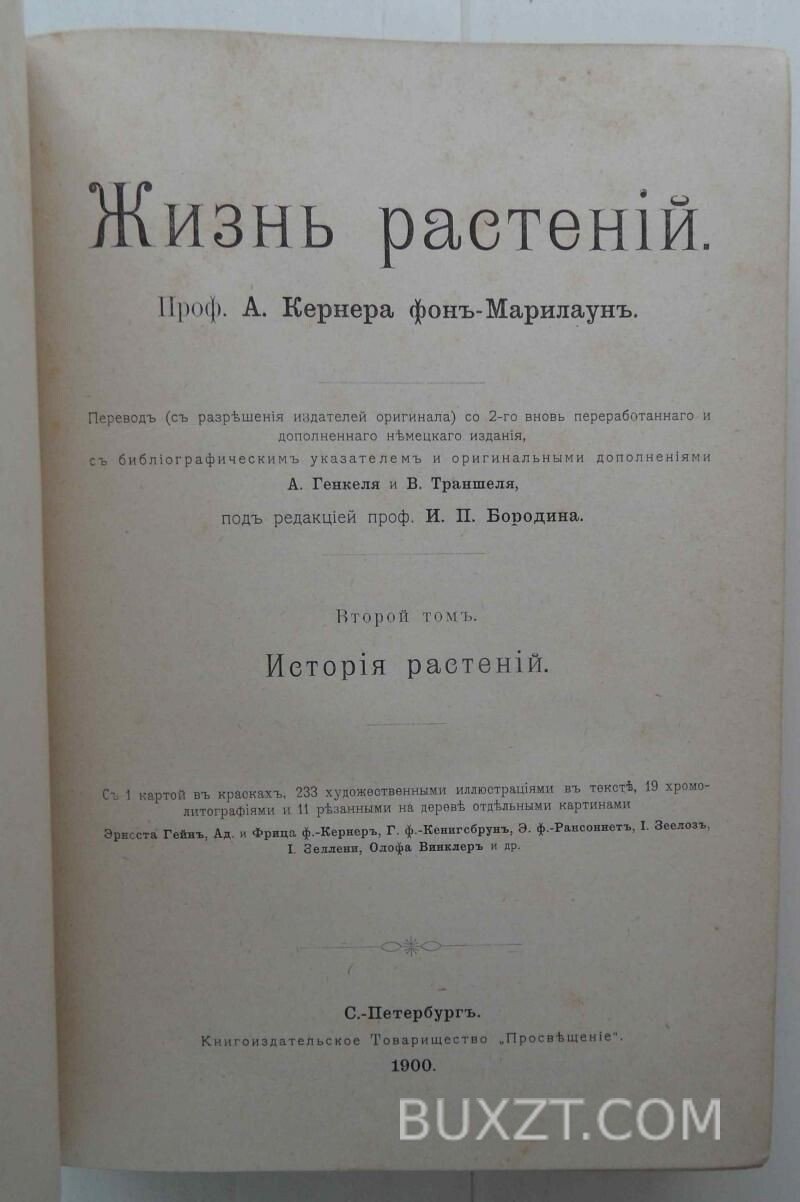 Жизнь растеній.
Проф. А. Кернера фонъ-Марилаунъ.
Переводъ (съ разрѣшенія издателей оригинала) со 2-го вновь переработаннаго и
дополненнаго нѣмецкаго изданія,
съ библіографическимъ указателемъ и оригинальными дополненіями
А. Генкеля и В. Траншеля,
подъ редакціей проф. И. П. Бородина.
Второй томъ.
Исторія растеній.
Съ 1 картой въ краскахъ, 233 художественными иллюстраціями въ текстѣ, 19 хромо-
литографіями и 11 рѣзанными на деревѣ отдѣльными картинами
Эрнеста Гейнъ, Ад. и Фрица ф.-Кернеръ, Г. ф.-Кенигсбрунъ, Э. ф.-Рансоннетъ, І. Зеелозъ,
І. Зеллени, Олофа Винклеръ и др.
С.-Петербургъ.
Книгоиздательское Товарищество „Просвѣщеніе“.
1900.
BUXZT.COM